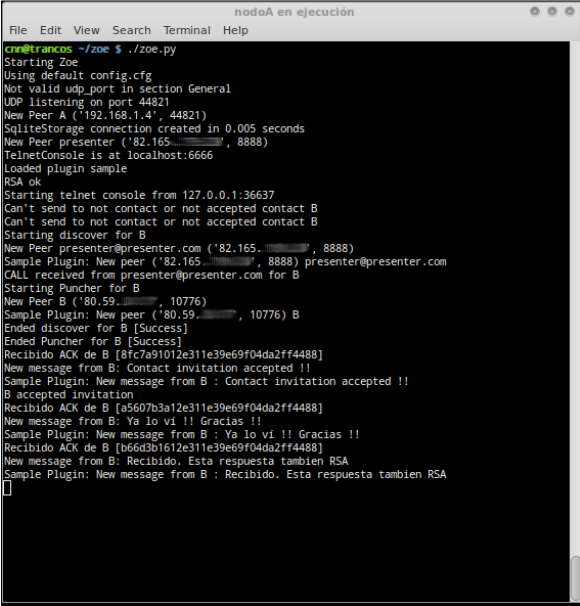 nodoA en ejecución
File Edit View Search Terminal Help
cnn@trancos ~/zoe $ ./zoe.py
Starting Zoe
Using default config.cfg
Not valid udp_port in section General
UDP listening on port 44821
New Peer A ('192.168.1.4', 44821)
SqliteStorage connection created in 0.005 seconds
New Peer presenter ('82.165. ', 8888)
TelnetConsole is at localhost:6666
Loaded plugin sample
RSA ok
Starting telnet console from 127.0.0.1:36637
Can't send to not contact or not accepted contact B
Can't send to not contact or not accepted contact B
Starting discover for B
New Peer presenter@presenter.com ('82.165. ', 8888)
Sample Plugin: New peer ('82.165. ', 8888) presenter@presenter.com
CALL received from presenter@presenter.com for B
Starting Puncher for B
New Peer B ('80.59. ', 10776)
Sample Plugin: New peer ('80.59. ', 10776) B
Ended discover for B [Success]
Ended Puncher for B [Success]
Recibido ACK de B [8fc7a91012e311e39e69f04da2ff4488]
New message from B: Contact invitation accepted !!
Sample Plugin: New message from B : Contact invitation accepted !!
B accepted invitation
Recibido ACK de B [a5607b3a12e311e39e69f04da2ff4488]
New message from B: Ya lo ví !! Gracias !!
Sample Plugin: New message from B : Ya lo ví !! Gracias !!
Recibido ACK de B [b66d3b1612e311e39e69f04da2ff4488]
New message from B: Recibido. Esta respuesta tambien RSA
Sample Plugin: New message from B : Recibido. Esta respuesta tambien RSA